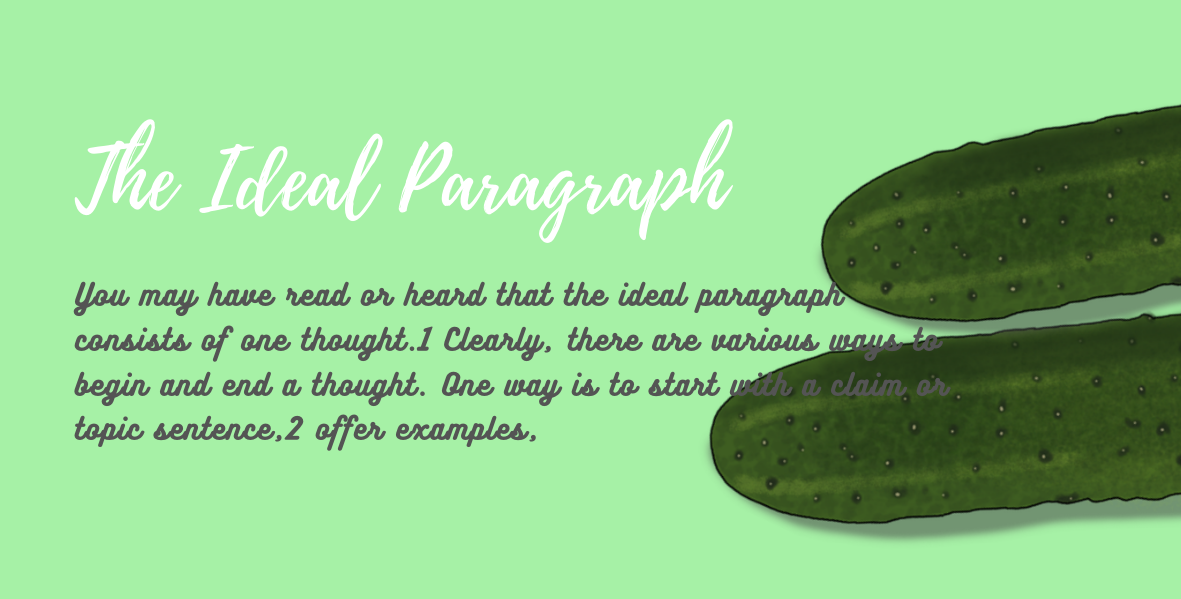 The Ideal Paragraph
You may have read or heard that the ideal paragraph
consists of one thought.1 Clearly, there are various ways to
begin and end a thought. One way is to start with a claim or
topic sentence,2 offer examples,